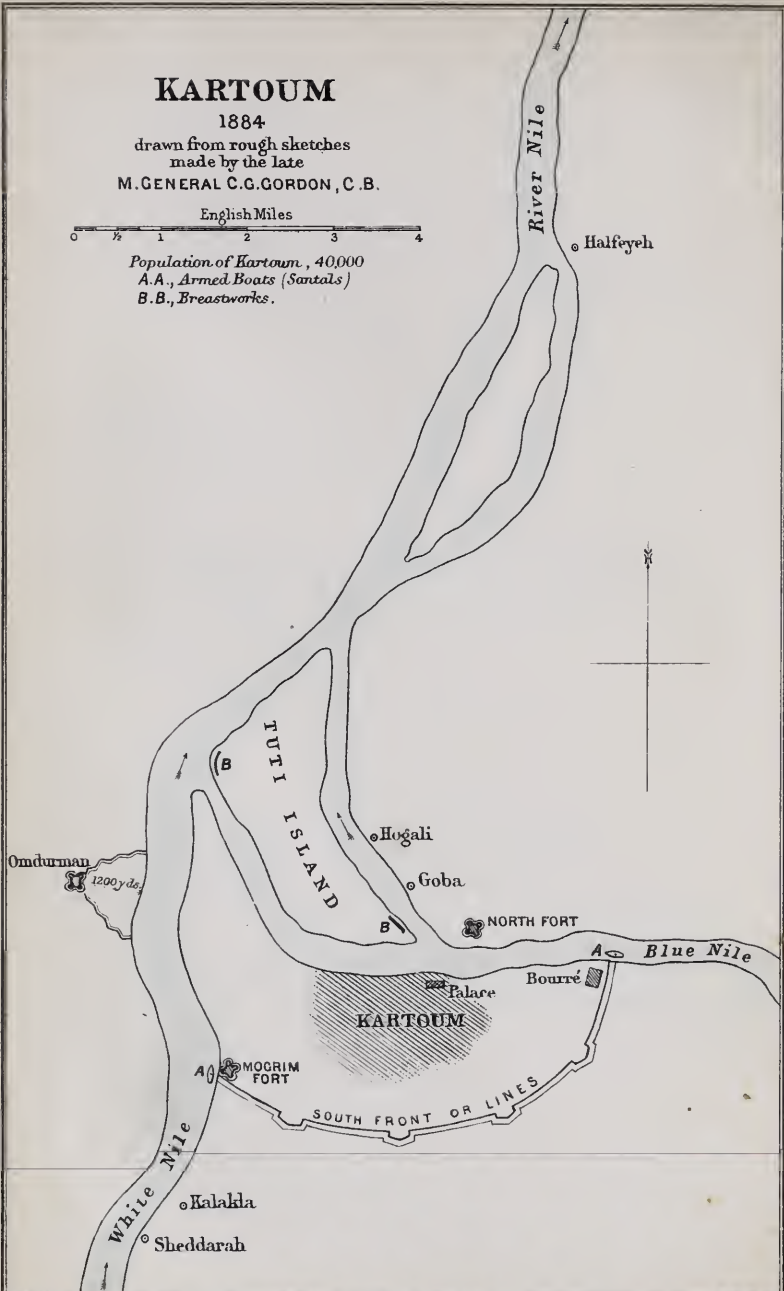 KARTOUM
1884
drawn from rough sketches
made by the late
M.GENERAL C.G.GORDON, C.B.
English Miles
0 ½ 1 2 3 4
Population of Kartoum, 40,000
A.A., Armed Boats (Santals)
B.B., Breastworks.
River Nile
Halfeyeh
N
TUTI ISLAND
B
Hogali
Omdurman
1200 yds.
Goba
B
NORTH FORT
A
Blue Nile
Bourré
Palace
KARTOUM
A
MOGRIM
FORT
SOUTH FRONT OR LINES
White Nile
Kalakla
Sheddarah